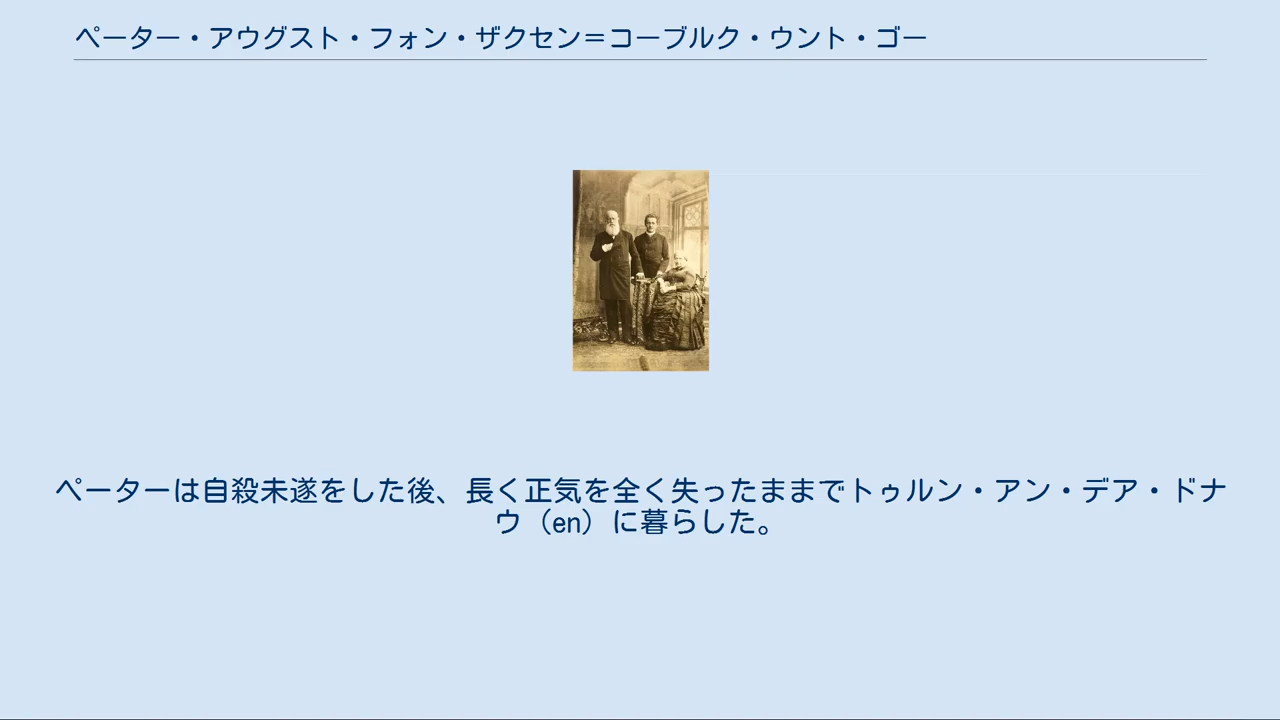 ペーター・アウグスト・フォン・ザクセン＝コーブルク・ウント・ゴー
ペーターは自殺未遂をした後、長く正気を全く失ったままでトゥルン・アン・デア・ドナ
ウ（en）に暮らした。